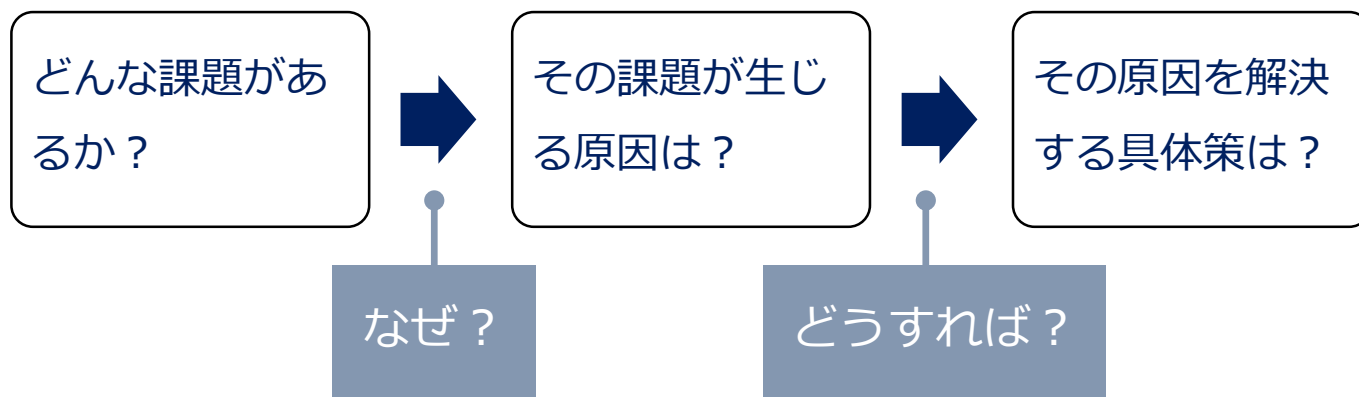 どんな課題があ
るか？
その課題が生じ
る原因は？
その原因を解決
する具体策は？
なぜ？
どうすれば？